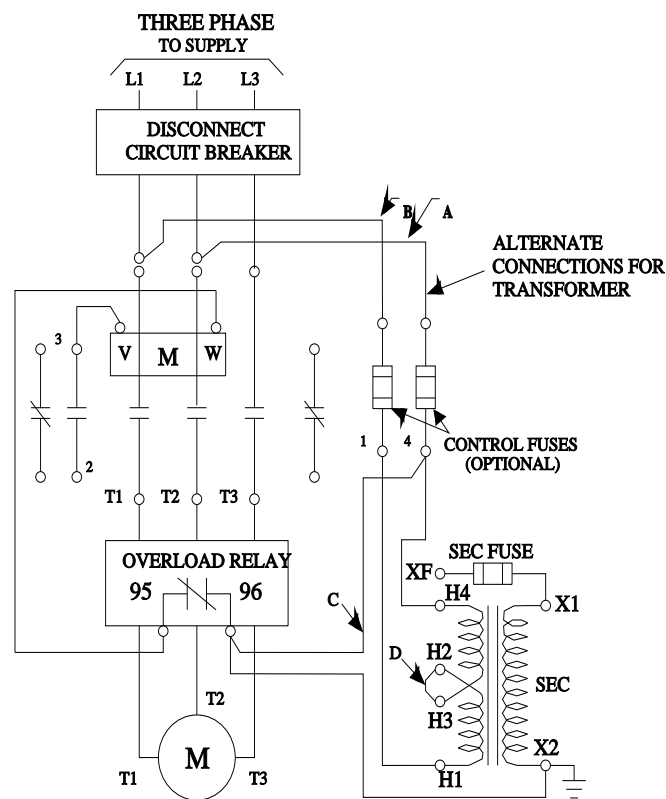 THREE PHASE
TO SUPPLY
L1 L2 L3
DISCONNECT
CIRCUIT BREAKER
B A
ALTERNATE
CONNECTIONS FOR
TRANSFORMER
3 V M W
1 4 CONTROL FUSES
(OPTIONAL)
2
T1 T2 T3
OVERLOAD RELAY
95 96
SEC FUSE
XF
H4 X1
C
D H2
SEC
H3
T2
X2
M
T1 T3
H1